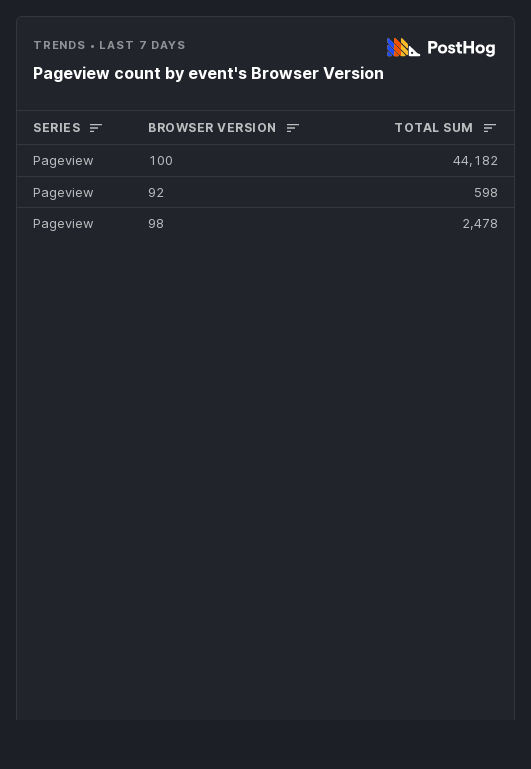 TRENDS • LAST 7 DAYS
PostHog
Pageview count by event's Browser Version
SERIES BROWSER VERSION TOTAL SUM
Pageview 100 44,182
Pageview 92 598
Pageview 98 2,478